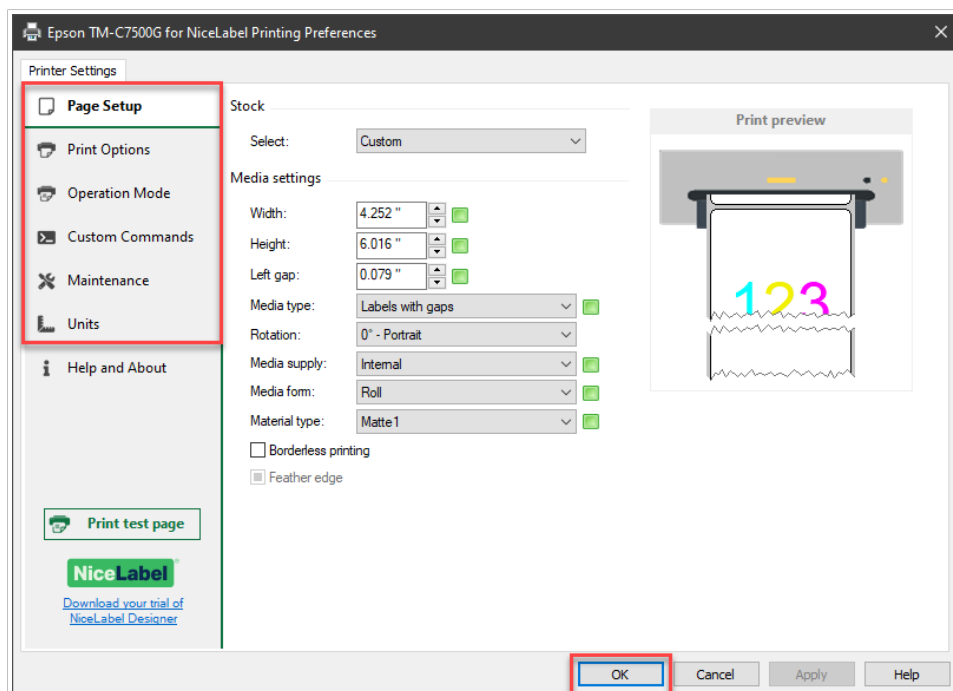 Epson TM-C7500G for NiceLabel Printing Preferences
Printer Settings
Page Setup
Print Options
Operation Mode
Custom Commands
Maintenance
Units
Help and About
Print test page
NiceLabel
Download your trial of
NiceLabel Designer
Stock
Select: Custom
Media settings
Width: 4.252 "
Height: 6.016 "
Left gap: 0.079 "
Media type: Labels with gaps
Rotation: 0° - Portrait
Media supply: Internal
Media form: Roll
Material type: Matte1
Borderless printing
Feather edge
Print preview
123
OK Cancel Apply Help